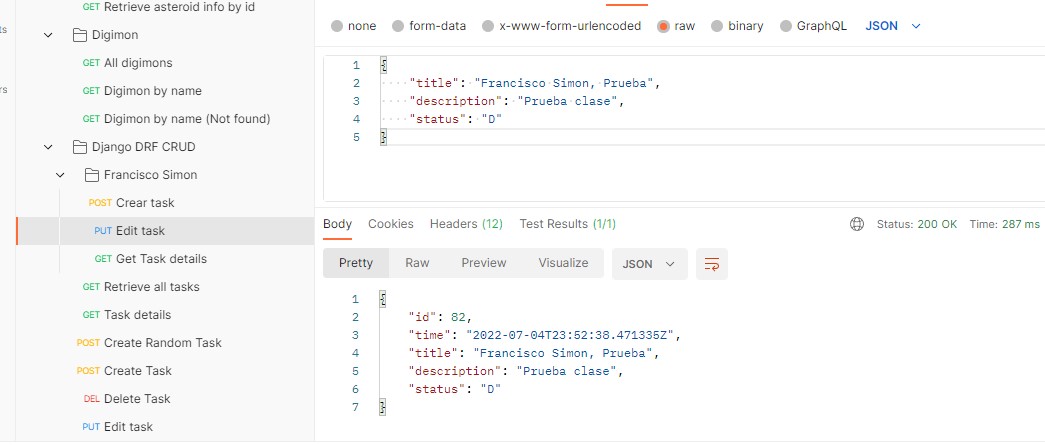 GET Retrieve asteroid info by id
Digimon
GET All digimons
GET Digimon by name
GET Digimon by name (Not found)
Django DRF CRUD
Francisco Simon
POST Crear task
PUT Edit task
GET Get Task details
GET Retrieve all tasks
GET Task details
POST Create Random Task
POST Create Task
DEL Delete Task
PUT Edit task
none form-data x-www-form-urlencoded raw binary GraphQL JSON
1 {
2 "title": "Francisco Simon, Prueba",
3 "description": "Prueba clase",
4 "status": "D"
5 }
Body Cookies Headers (12) Test Results (1/1) Status: 200 OK Time: 287 ms
Pretty Raw Preview Visualize JSON
1 {
2 "id": 82,
3 "time": "2022-07-04T23:52:38.471335Z",
4 "title": "Francisco Simon, Prueba",
5 "description": "Prueba clase",
6 "status": "D"
7 }